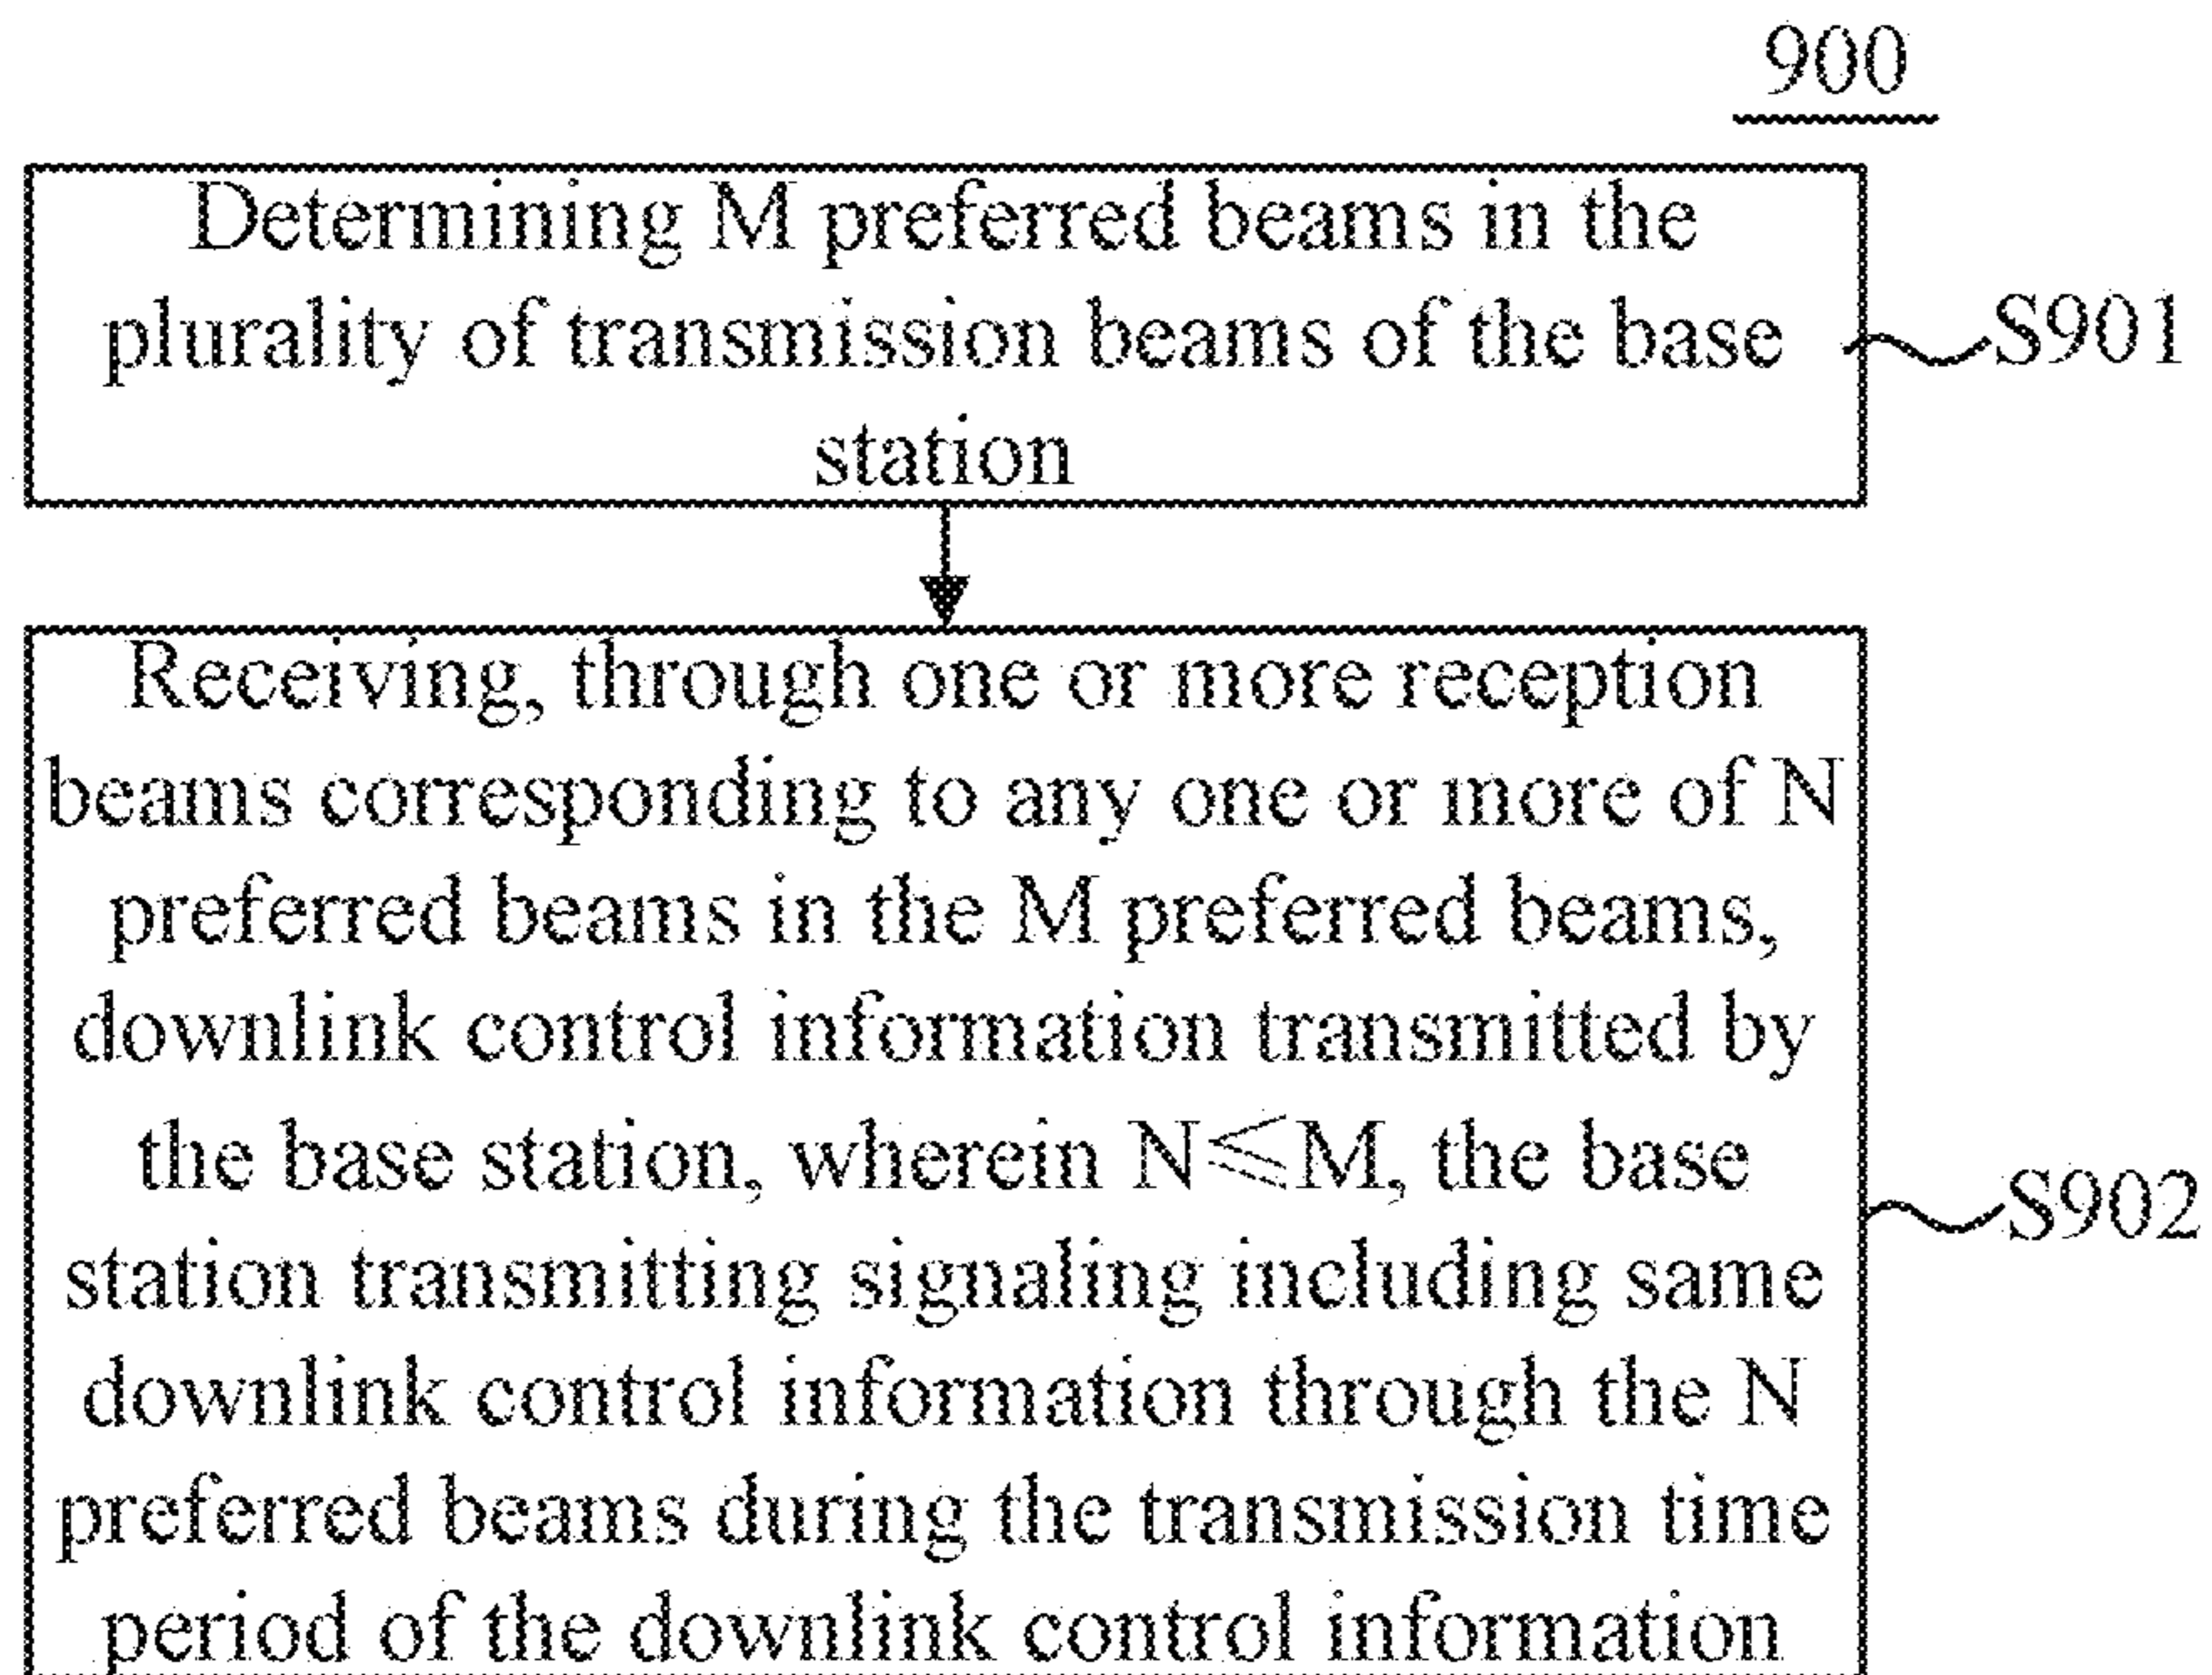 900
Determining M preferred beams in the
plurality of transmission beams of the base
station
S901
Receiving, through one or more reception
beams corresponding to any one or more of N
preferred beams in the M preferred beams,
downlink control information transmitted by
the base station, wherein N≤M, the base
station transmitting signaling including same
downlink control information through the N
preferred beams during the transmission time
period of the downlink control information
S902